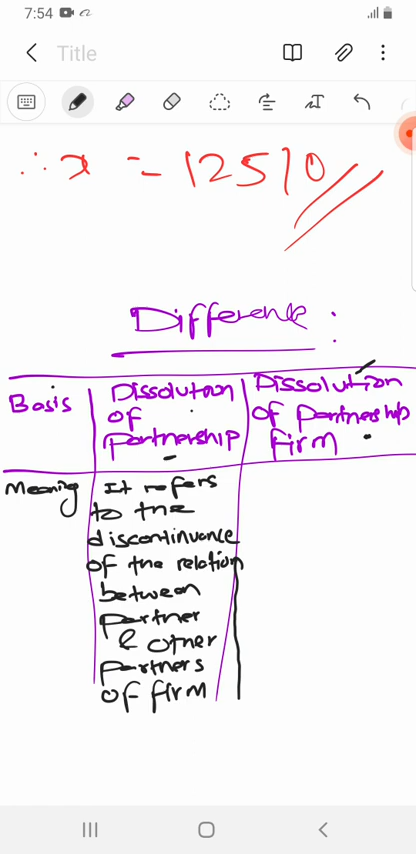 7:54
Title
∴ x = 12510
Difference :
Basis
Dissolution of partnership
Dissolution of partnership firm
Meaning
It refers
to the
discontinuance
of the relation
between
partner
& other
partners
of firm